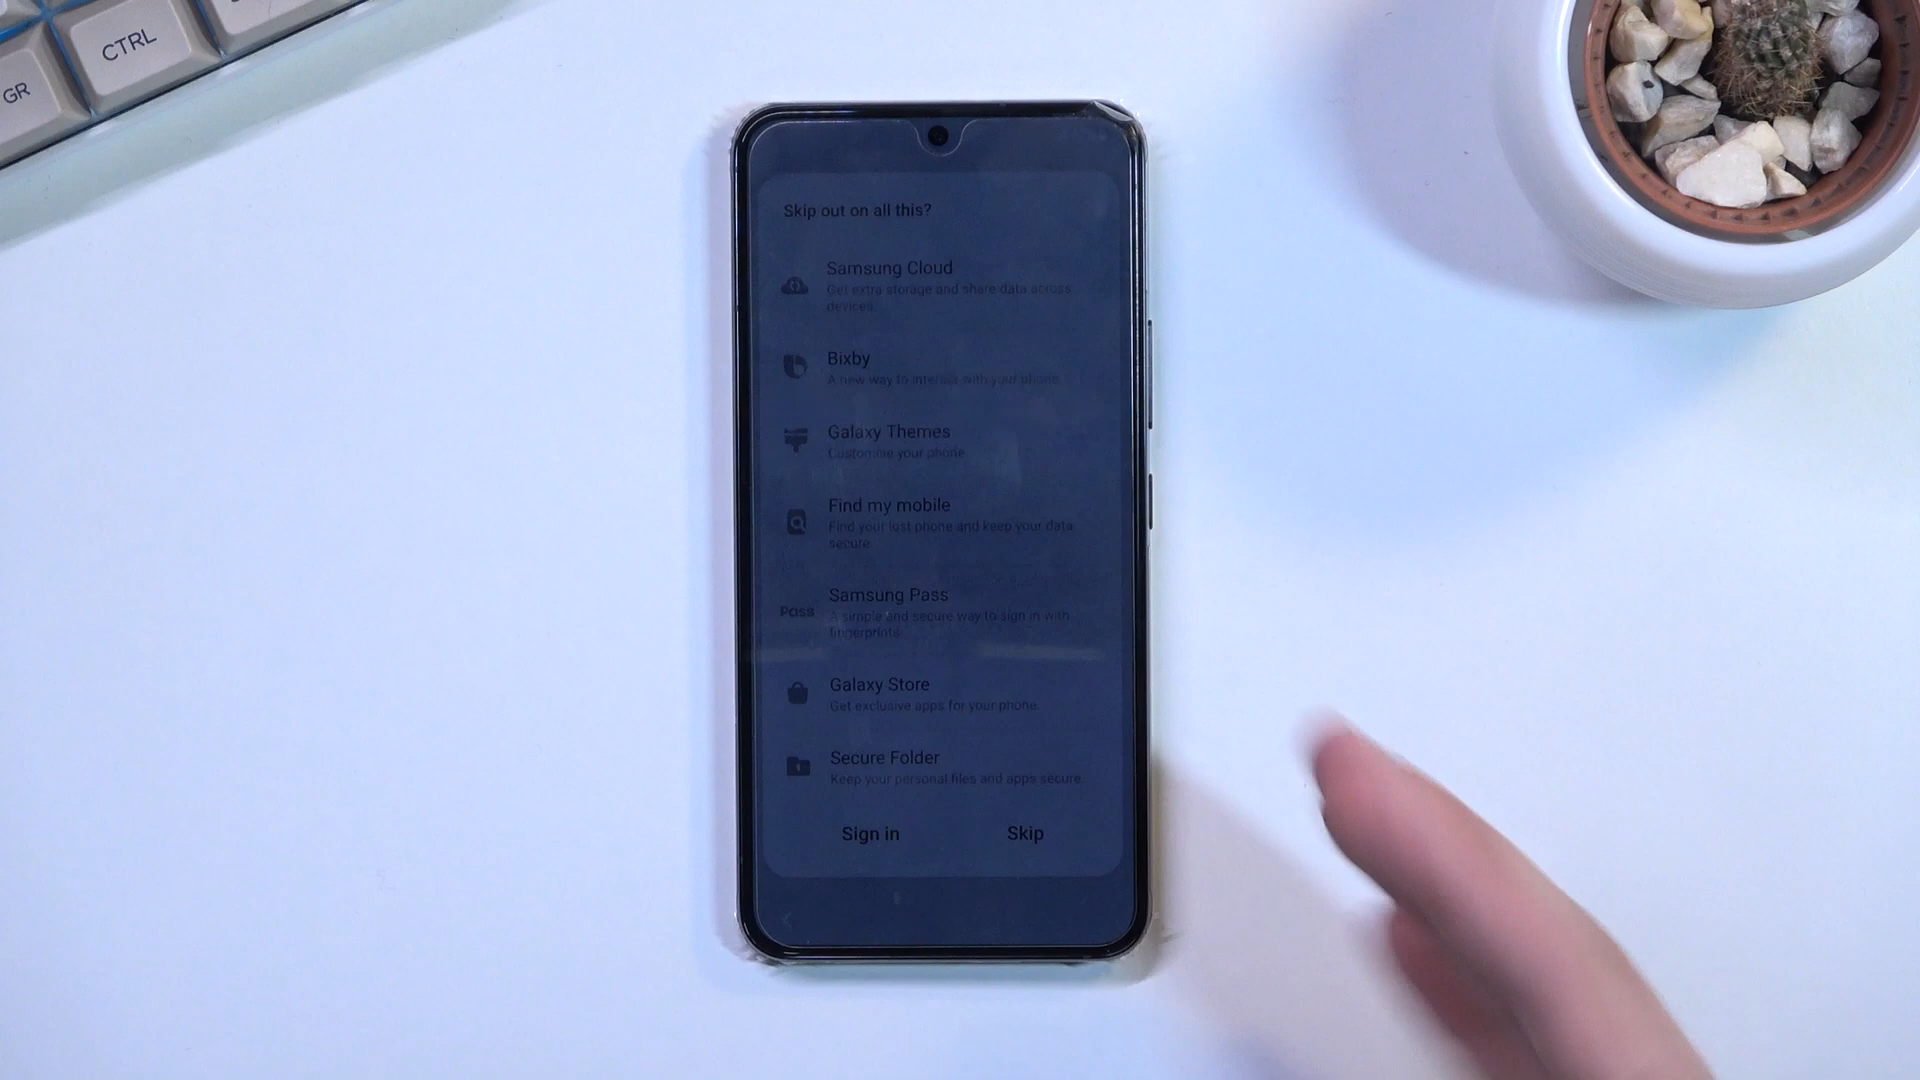 CTRL
GR
Skip out on all this?
Samsung Cloud
Get extra storage and share data across
devices.
Bixby
A new way to interact with your phone.
Galaxy Themes
Customise your phone
Find my mobile
Find your lost phone and keep your data
secure.
Pass
Samsung Pass
A simple and secure way to sign in with
fingerprints.
Galaxy Store
Get exclusive apps for your phone.
Secure Folder
Keep your personal files and apps secure.
Sign in
Skip